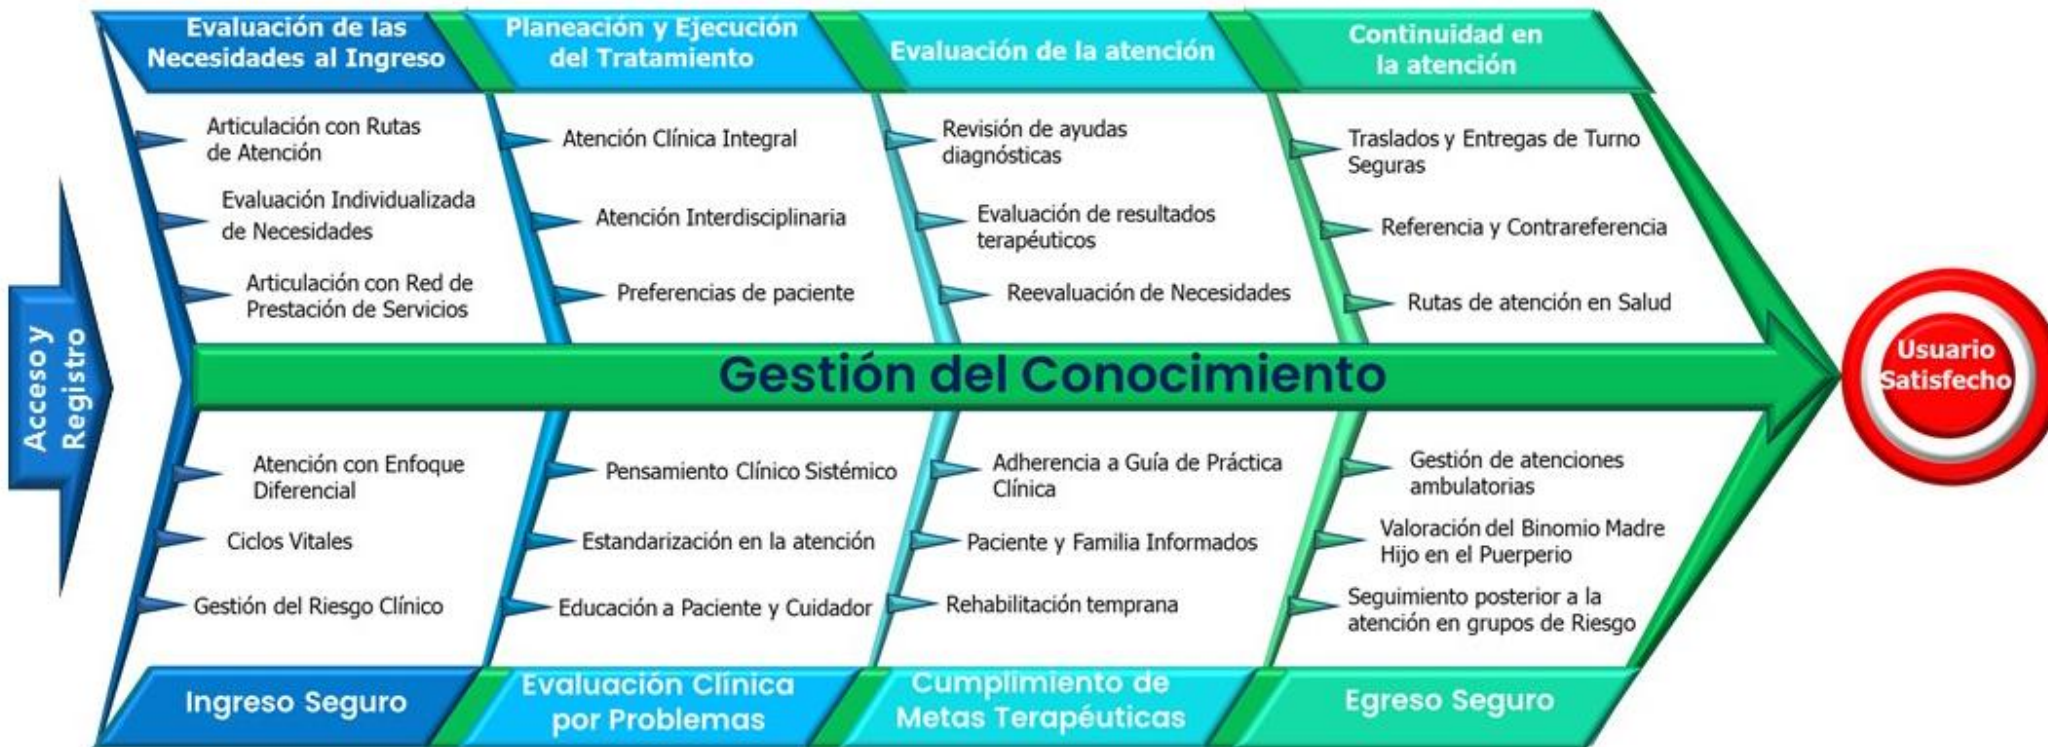 Evaluación de las
Necesidades al Ingreso
Planeación y Ejecución
del Tratamiento
Evaluación de la atención
Continuidad en
la atención
Articulación con Rutas
de Atención
Evaluación Individualizada
de Necesidades
Articulación con Red de
Prestación de Servicios
Atención Clínica Integral
Atención Interdisciplinaria
Preferencias de paciente
Revisión de ayudas
diagnósticas
Evaluación de resultados
terapéuticos
Reevaluación de Necesidades
Traslados y Entregas de Turno
Seguras
Referencia y Contrareferencia
Rutas de atención en Salud
Acceso y
Registro
Gestión del Conocimiento
Usuario
Satisfecho
Atención con Enfoque
Diferencial
Ciclos Vitales
Gestión del Riesgo Clínico
Pensamiento Clínico Sistémico
Estandarización en la atención
Educación a Paciente y Cuidador
Adherencia a Guía de Práctica
Clínica
Paciente y Familia Informados
Rehabilitación temprana
Gestión de atenciones
ambulatorias
Valoración del Binomio Madre
Hijo en el Puerperio
Seguimiento posterior a la
atención en grupos de Riesgo
Ingreso Seguro
Evaluación Clínica
por Problemas
Cumplimiento de
Metas Terapéuticas
Egreso Seguro